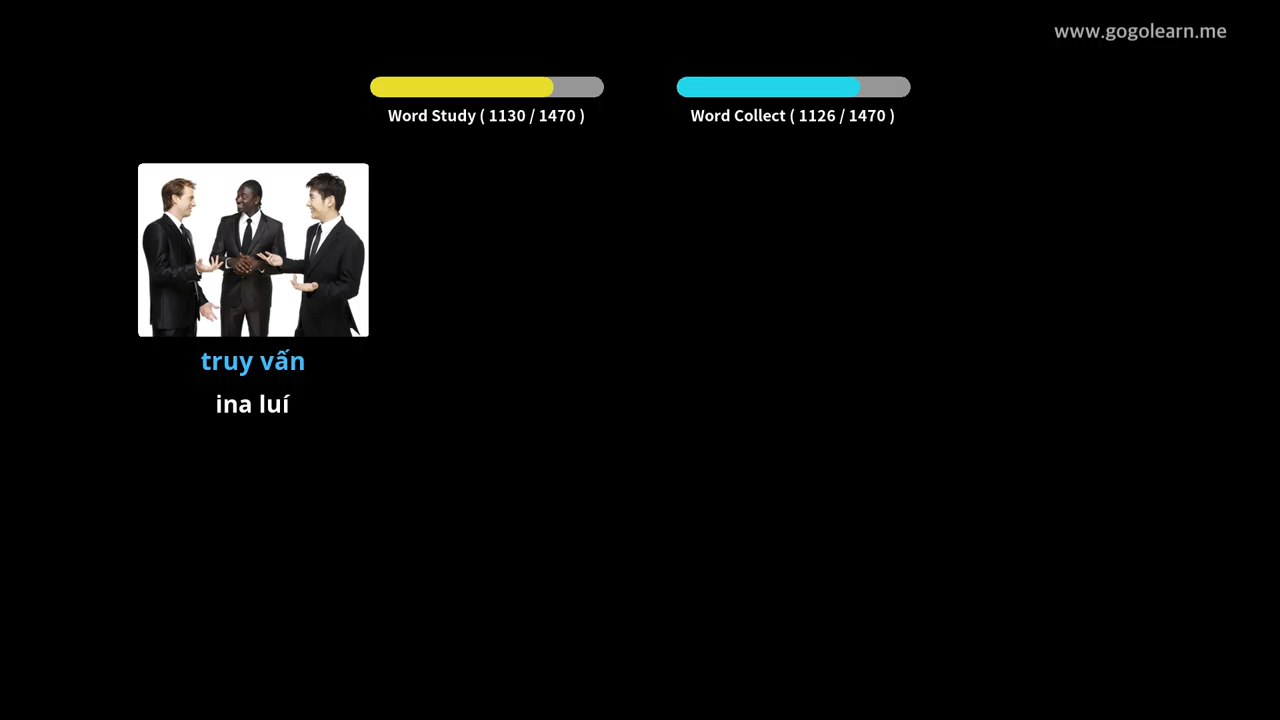 www.gogolearn.me
Word Study ( 1130 / 1470 )
Word Collect ( 1126 / 1470 )
truy vấn
ina luí